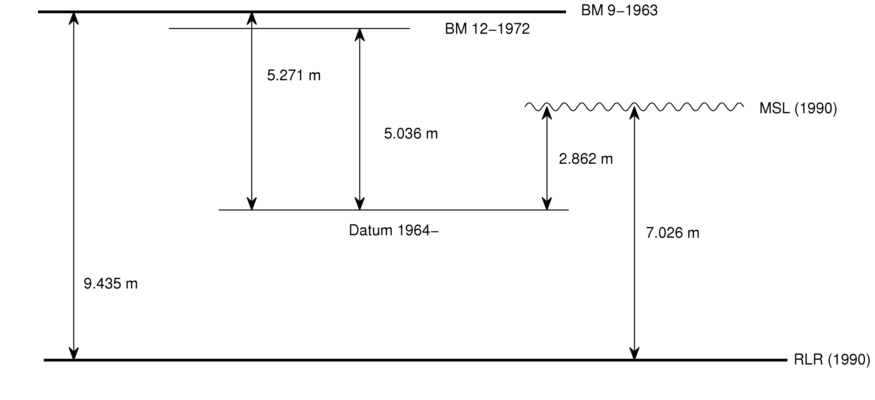 BM 9−1963
BM 12−1972
5.271 m
MSL (1990)
5.036 m
2.862 m
Datum 1964−
7.026 m
9.435 m
RLR (1990)